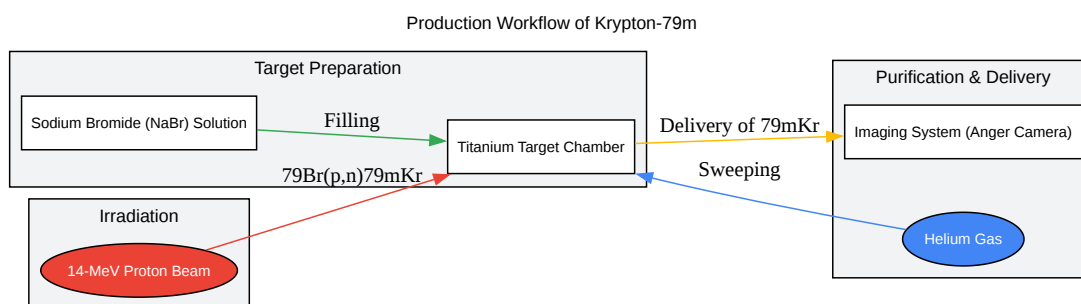 Production Workflow of Krypton-79m
Target Preparation
Purification & Delivery
Sodium Bromide (NaBr) Solution
Filling
Titanium Target Chamber
Delivery of 79mKr
Imaging System (Anger Camera)
79Br(p,n)79mKr
Sweeping
Irradiation
14-MeV Proton Beam
Helium Gas